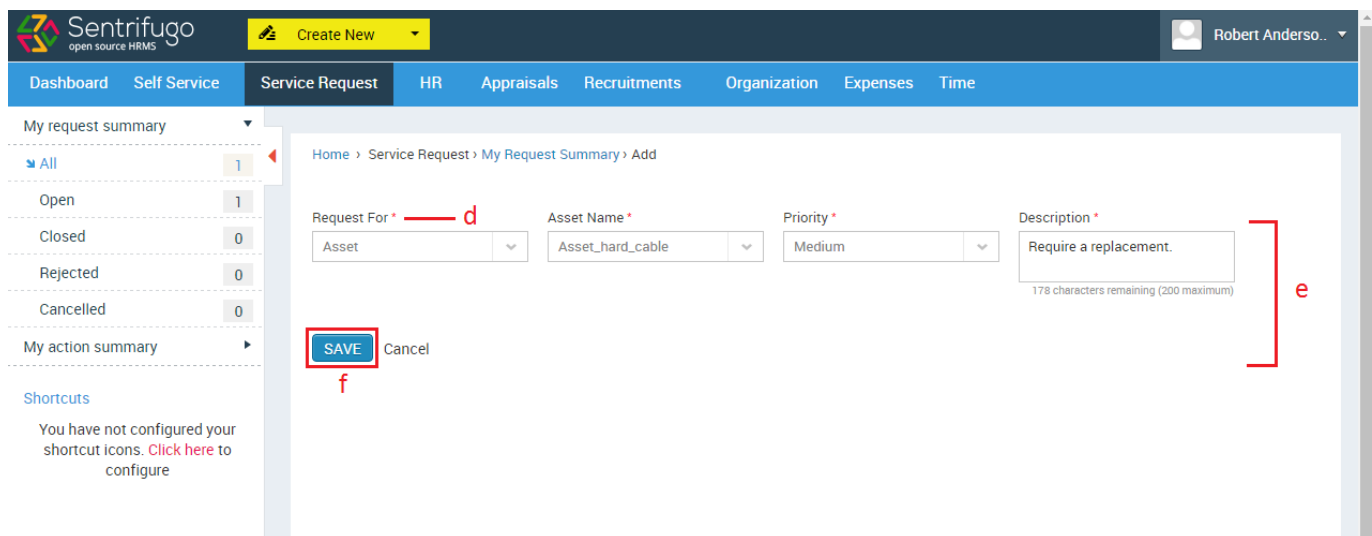 Sentrifugo
open source HRMS
Create New
Robert Anderso..
Dashboard Self Service Service Request HR Appraisals Recruitments Organization Expenses Time
My request summary
All 1
Open 1
Closed 0
Rejected 0
Cancelled 0
My action summary
Shortcuts
You have not configured your
shortcut icons. Click here to
configure
Home › Service Request › My Request Summary › Add
Request For * d Asset Name * Priority * Description *
Asset Asset_hard_cable Medium Require a replacement.
178 characters remaining (200 maximum)
e
SAVE Cancel
f